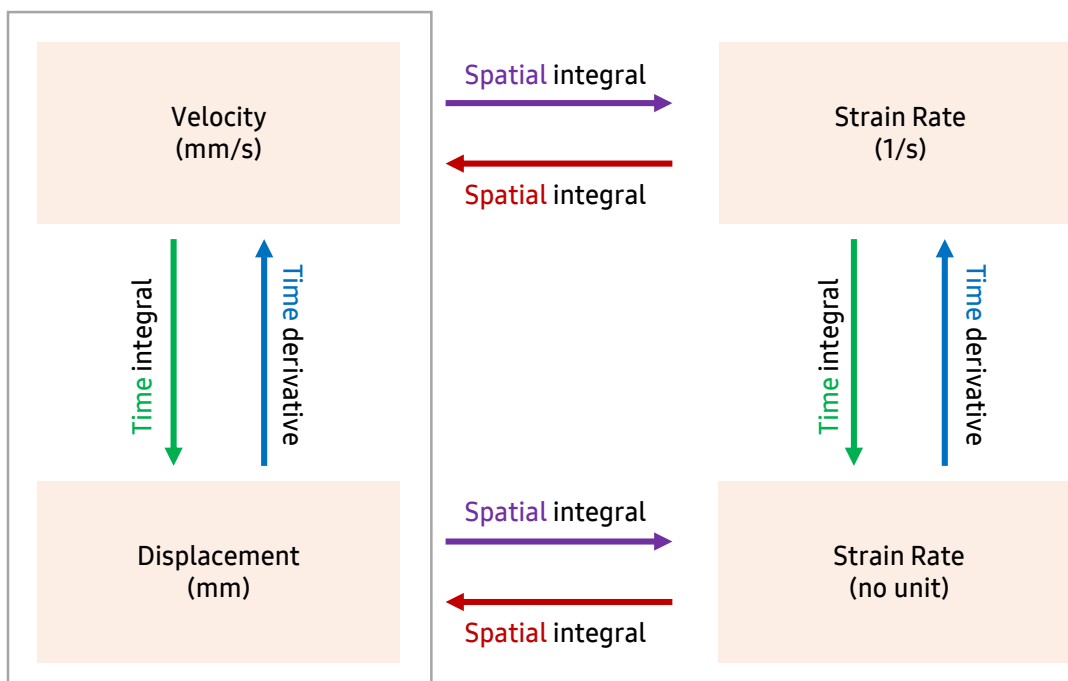 Velocity
(mm/s)
Spatial integral
Spatial integral
Strain Rate
(1/s)
Time integral
Time derivative
Time integral
Time derivative
Displacement
(mm)
Spatial integral
Spatial integral
Strain Rate
(no unit)